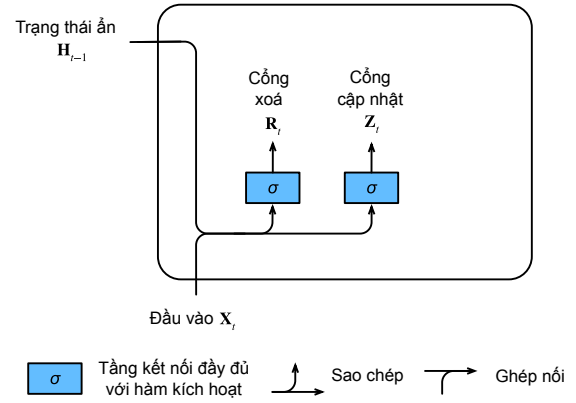 Trạng thái ẩn
H_{t−1}
Cổng
xoá
R_t
Cổng
cập nhật
Z_t
σ
σ
Đầu vào X_t
σ
Tầng kết nối đầy đủ
với hàm kích hoạt
Sao chép
Ghép nối